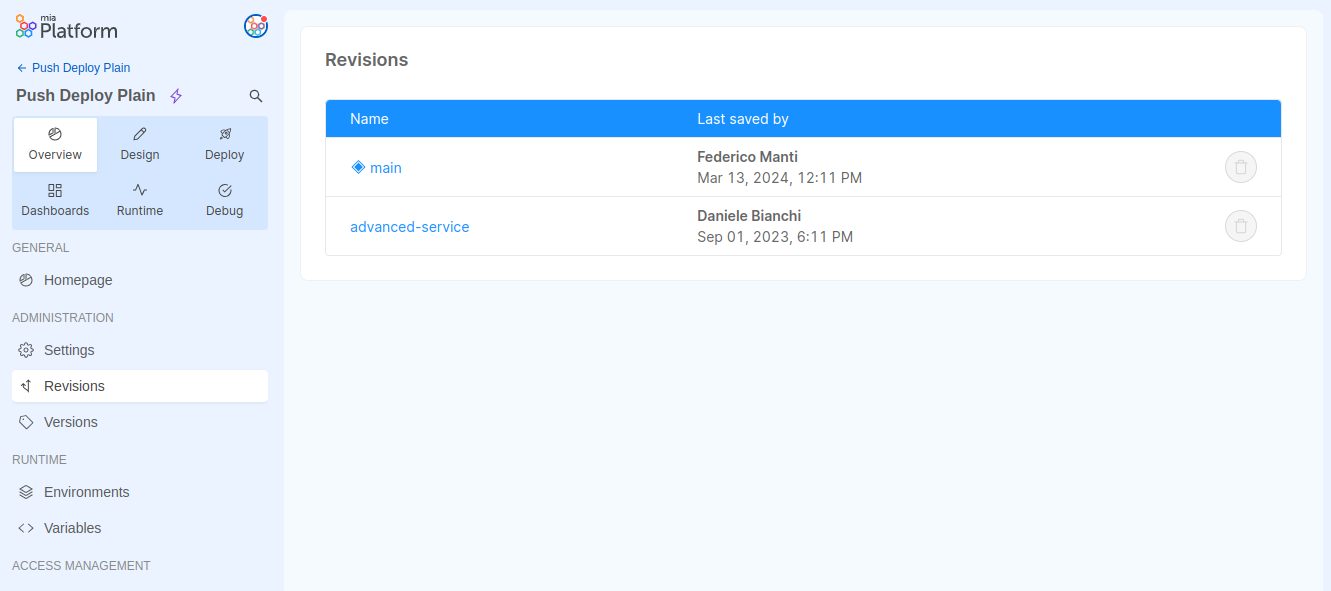 mia
Platform
Push Deploy Plain
Push Deploy Plain
Overview Design Deploy
Dashboards Runtime Debug
GENERAL
Homepage
ADMINISTRATION
Settings
Revisions
Versions
RUNTIME
Environments
Variables
ACCESS MANAGEMENT
Revisions
Name Last saved by
main Federico Manti
Mar 13, 2024, 12:11 PM
advanced-service Daniele Bianchi
Sep 01, 2023, 6:11 PM